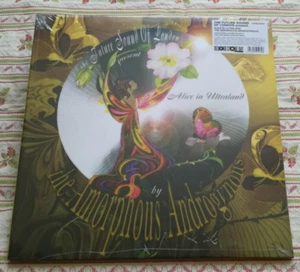 The Future Sound Of London
present
Alice in Ultraland
by
The Amorphous Androgynous